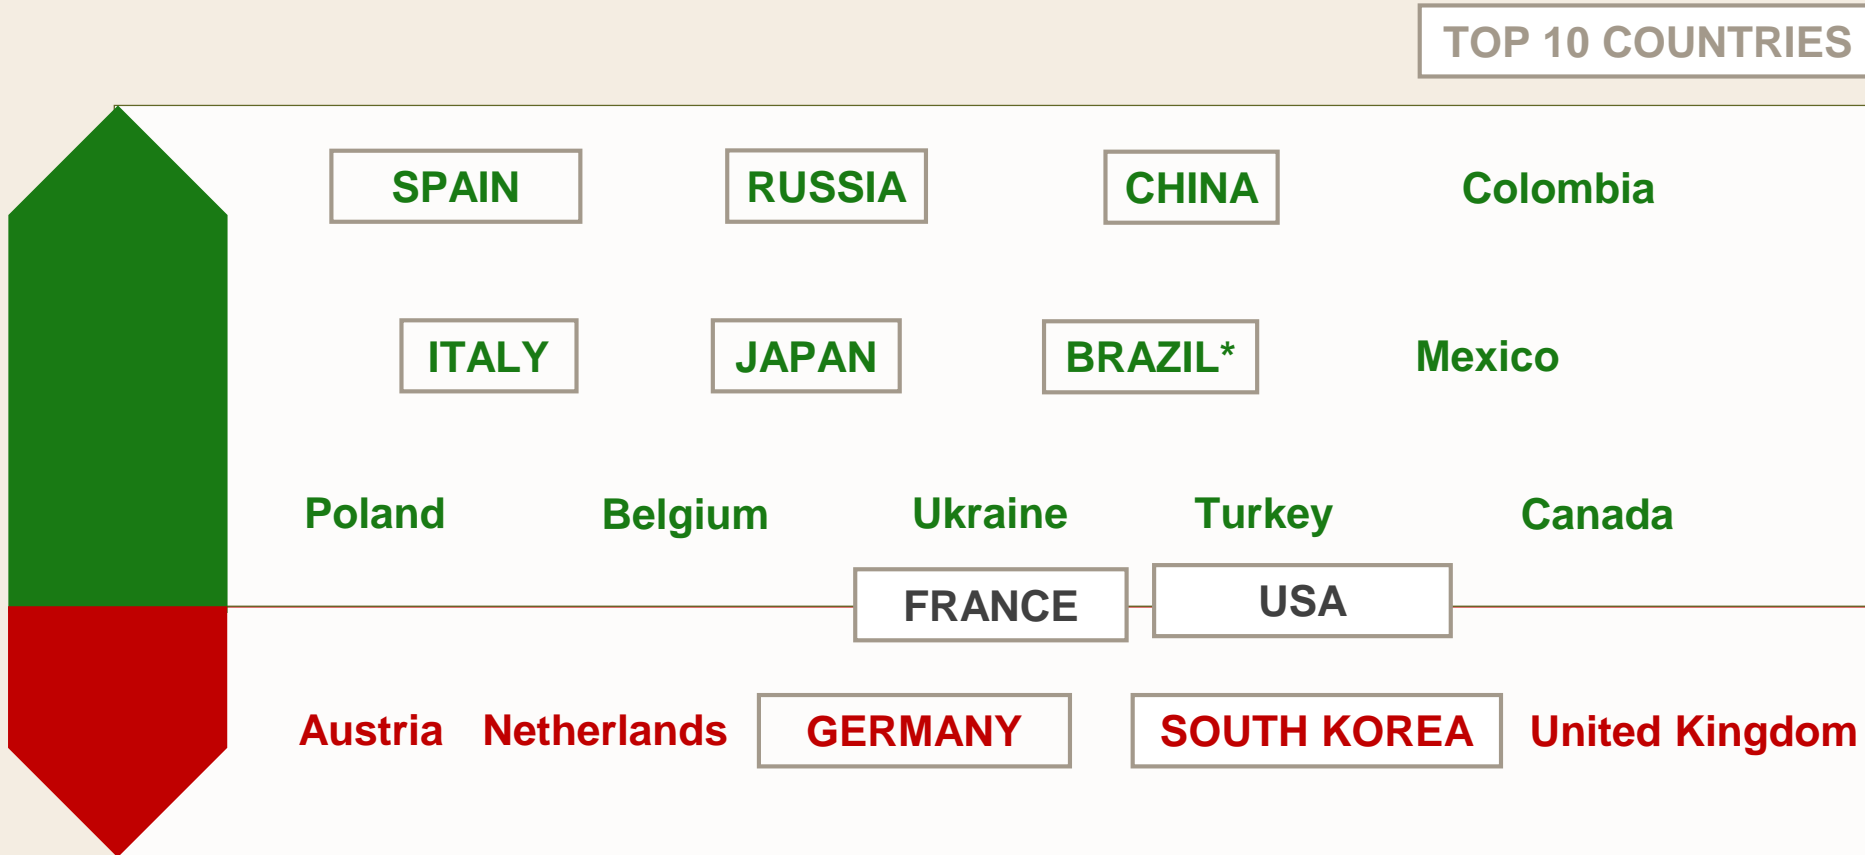 TOP 10 COUNTRIES
SPAIN RUSSIA CHINA Colombia
ITALY JAPAN BRAZIL* Mexico
Poland Belgium Ukraine Turkey Canada
FRANCE USA
Austria Netherlands GERMANY SOUTH KOREA United Kingdom